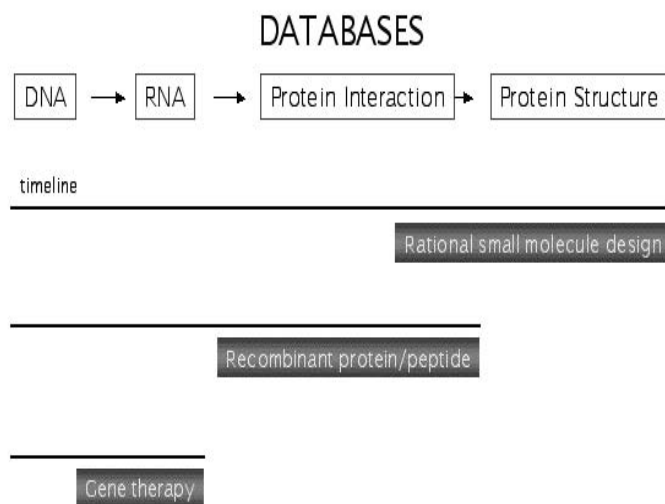 DATABASES
DNA → RNA → Protein Interaction → Protein Structure
timeline
Rational small molecule design
Recombinant protein/peptide
Gene therapy